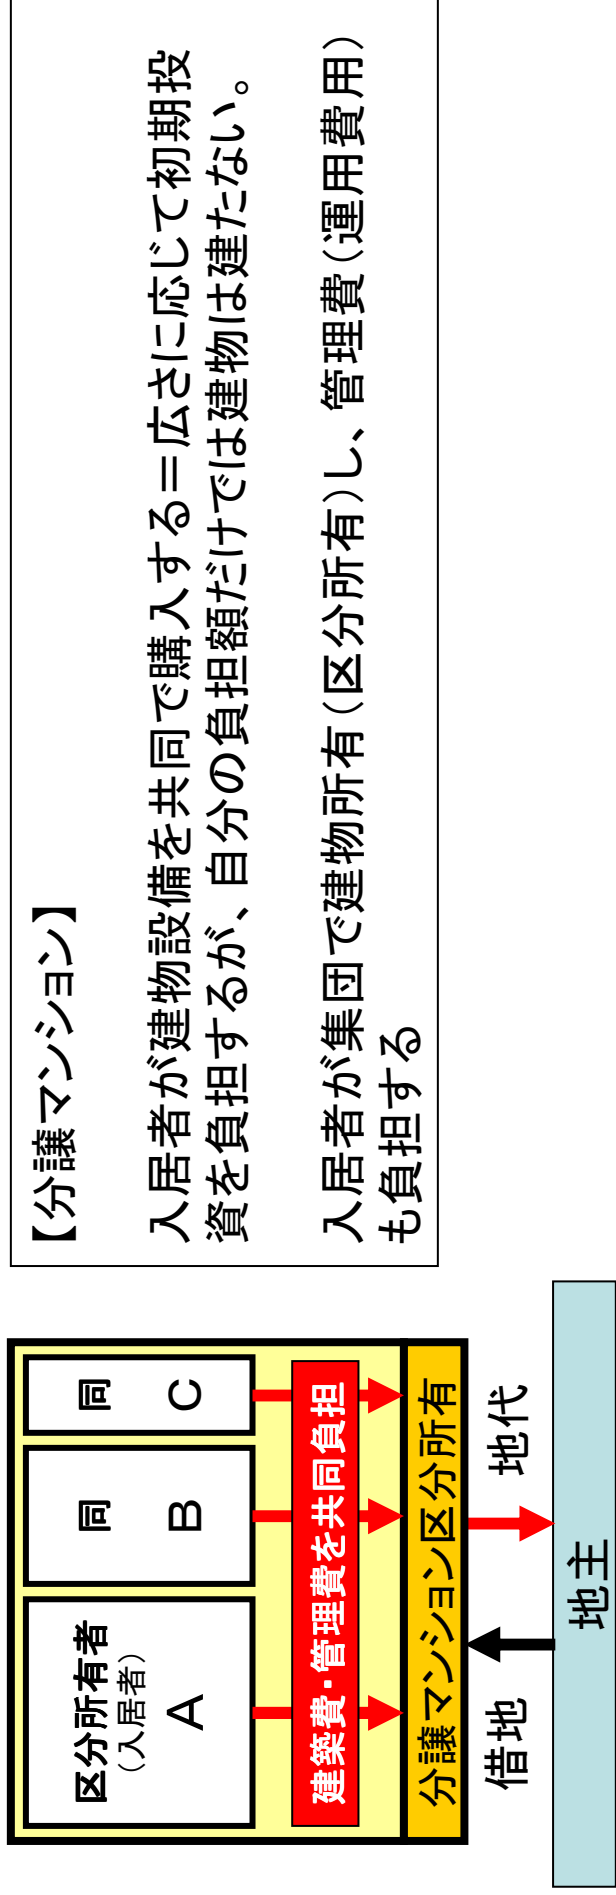 【分譲マンション】
入居者が建物設備を共同で購入する＝広さに応じて初期投
資を負担するが、自分の負担額だけでは建物は建たない。
入居者が集団で建物所有（区分所有）し、管理費（運用費用）
も負担する
区分所有者
（入居者）
A
同
B
同
C
建築費・管理費を共同負担
分譲マンション区分所有
借地
地代
地主